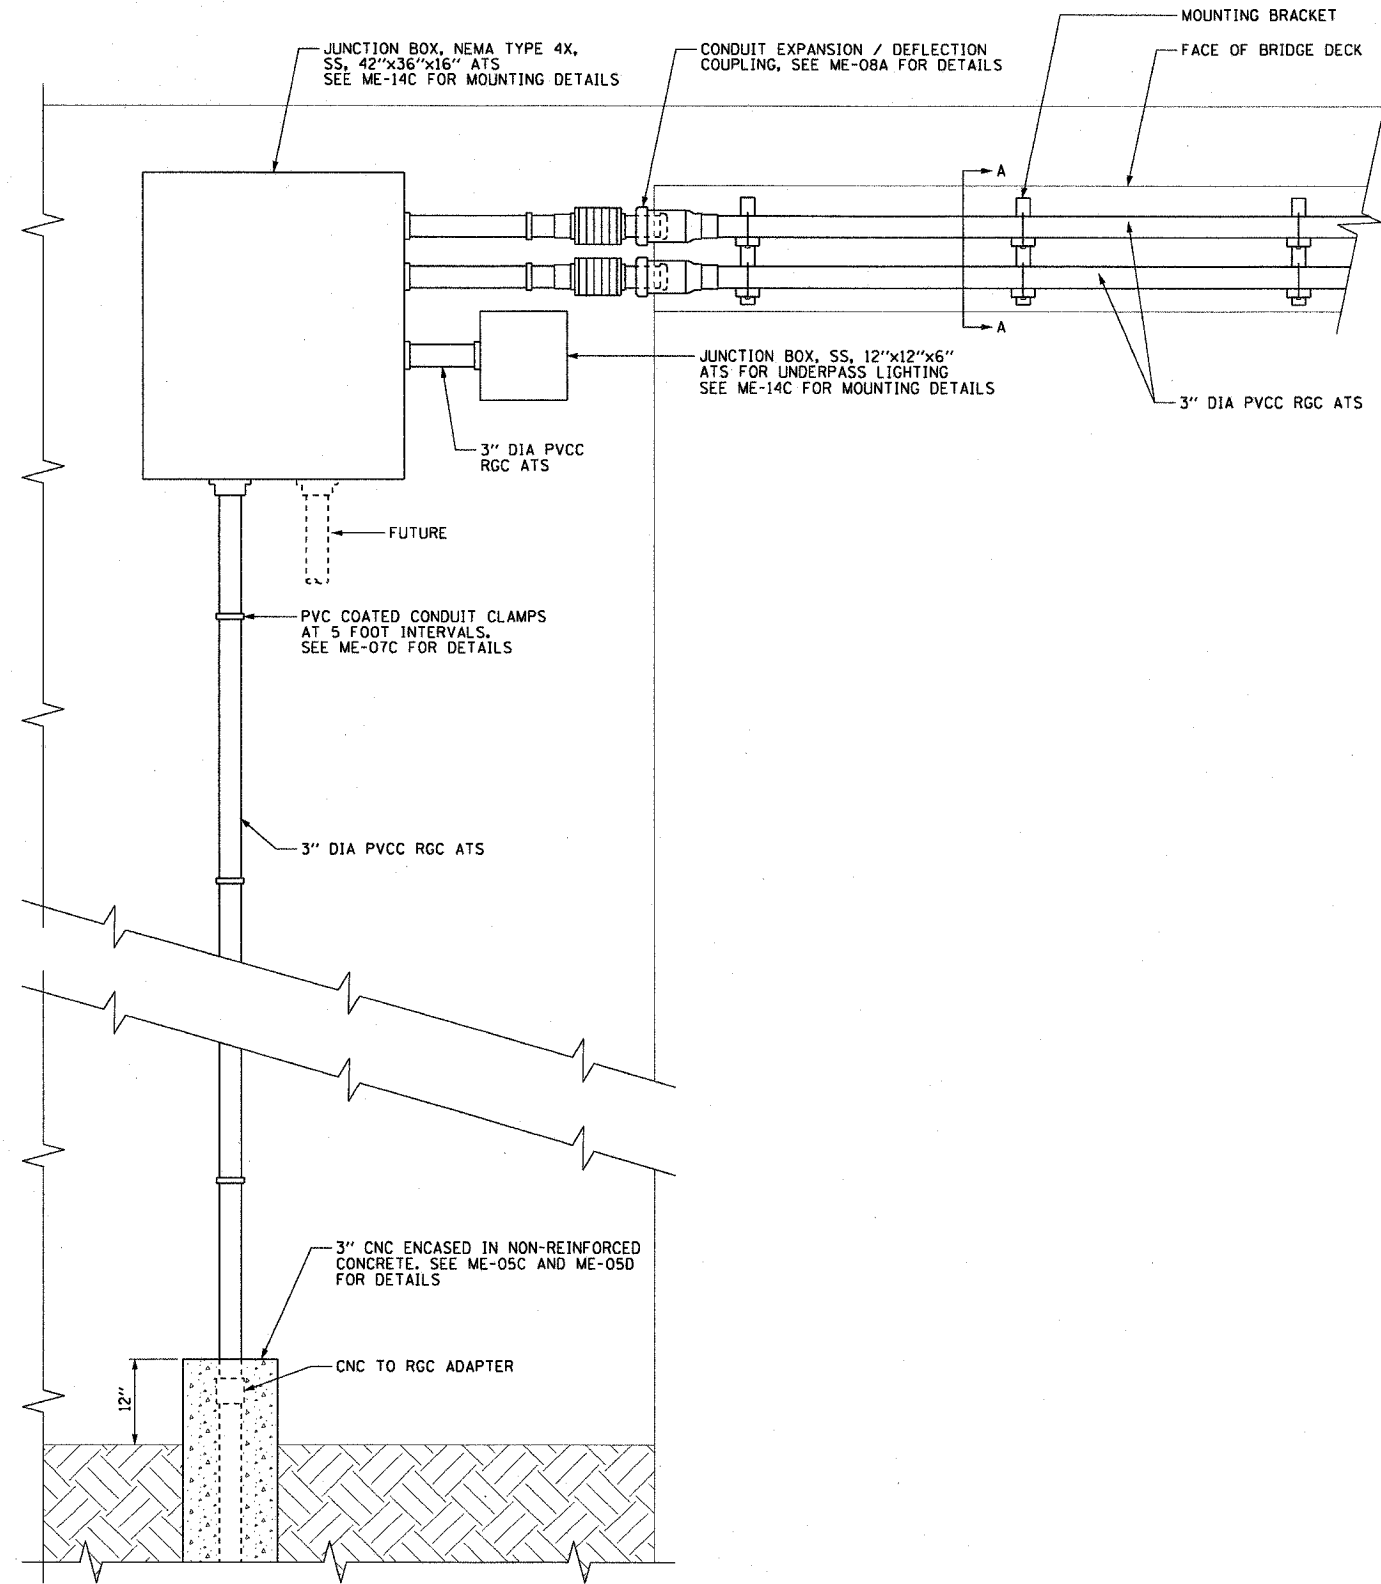 MOUNTING BRACKET
JUNCTION BOX, NEMA TYPE 4X,
SS, 42"x36"x16" ATS
SEE ME-14C FOR MOUNTING DETAILS
CONDUIT EXPANSION / DEFLECTION
COUPLING, SEE ME-08A FOR DETAILS
FACE OF BRIDGE DECK
A
A
JUNCTION BOX, SS, 12"x12"x6"
ATS FOR UNDERPASS LIGHTING
SEE ME-14C FOR MOUNTING DETAILS
3" DIA PVCC RGC ATS
3" DIA PVCC
RGC ATS
FUTURE
PVC COATED CONDUIT CLAMPS
AT 5 FOOT INTERVALS.
SEE ME-07C FOR DETAILS
3" DIA PVCC RGC ATS
3" CNC ENCASED IN NON-REINFORCED
CONCRETE. SEE ME-05C AND ME-05D
FOR DETAILS
CNC TO RGC ADAPTER
12"